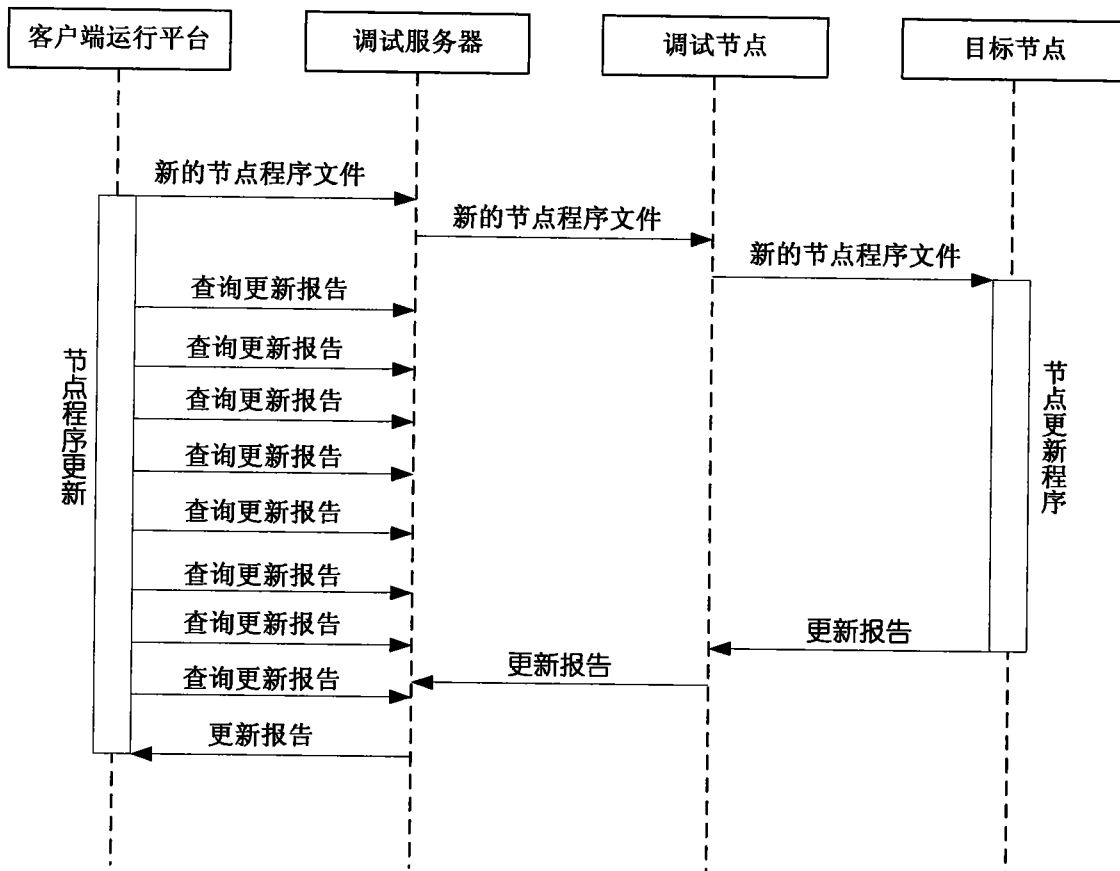 客户端运行平台
调试服务器
调试节点
目标节点
新的节点程序文件
新的节点程序文件
新的节点程序文件
查询更新报告
查询更新报告
查询更新报告
查询更新报告
查询更新报告
查询更新报告
查询更新报告
查询更新报告
更新报告
更新报告
更新报告
节点程序更新
节点更新程序